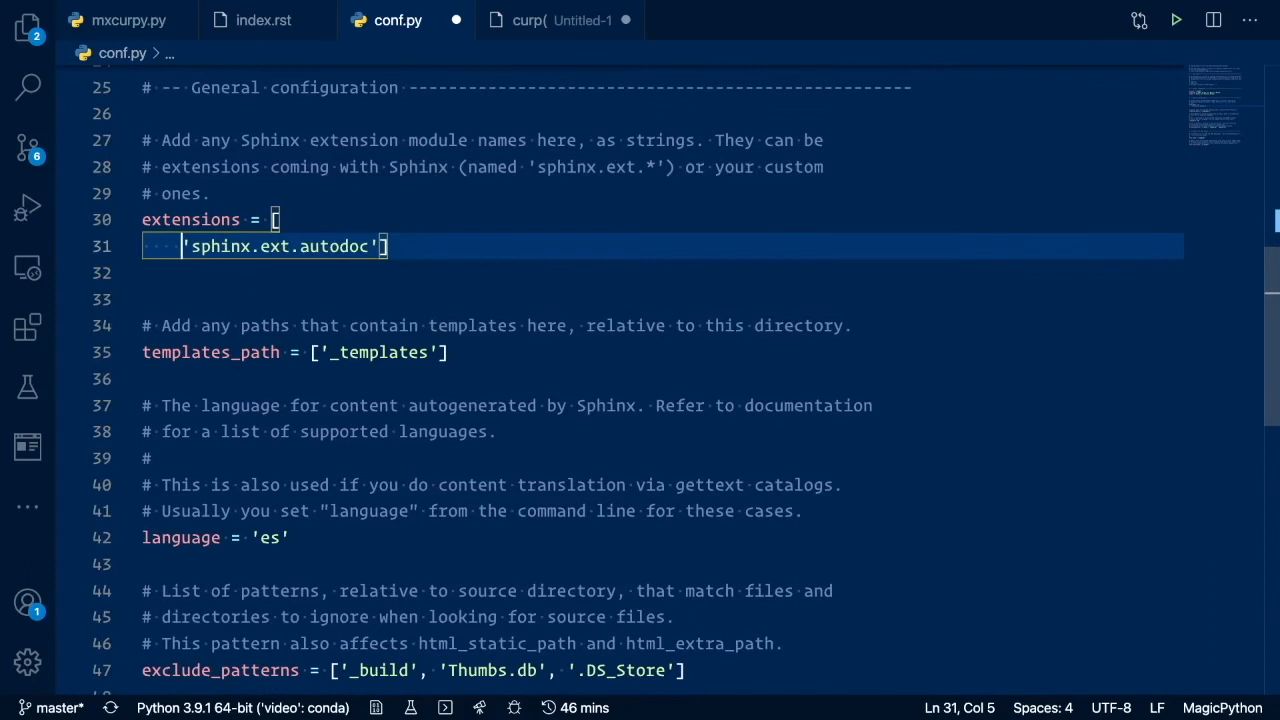 mxcurpy.py
index.rst
conf.py
curp( Untitled-1
2
conf.py > ...
25 # -- General configuration ---------------------------------------------------
26
27 # Add any Sphinx extension module names here, as strings. They can be
28 # extensions coming with Sphinx (named 'sphinx.ext.*') or your custom
29 # ones.
6
30 extensions = [
31 'sphinx.ext.autodoc']
32
33
34 # Add any paths that contain templates here, relative to this directory.
35 templates_path = ['_templates']
36
37 # The language for content autogenerated by Sphinx. Refer to documentation
38 # for a list of supported languages.
39 #
40 # This is also used if you do content translation via gettext catalogs.
41 # Usually you set "language" from the command line for these cases.
42 language = 'es'
43
44 # List of patterns, relative to source directory, that match files and
45 # directories to ignore when looking for source files.
1
46 # This pattern also affects html_static_path and html_extra_path.
47 exclude_patterns = ['_build', 'Thumbs.db', '.DS_Store']
master* Python 3.9.1 64-bit ('video': conda) 46 mins Ln 31, Col 5 Spaces: 4 UTF-8 LF MagicPython